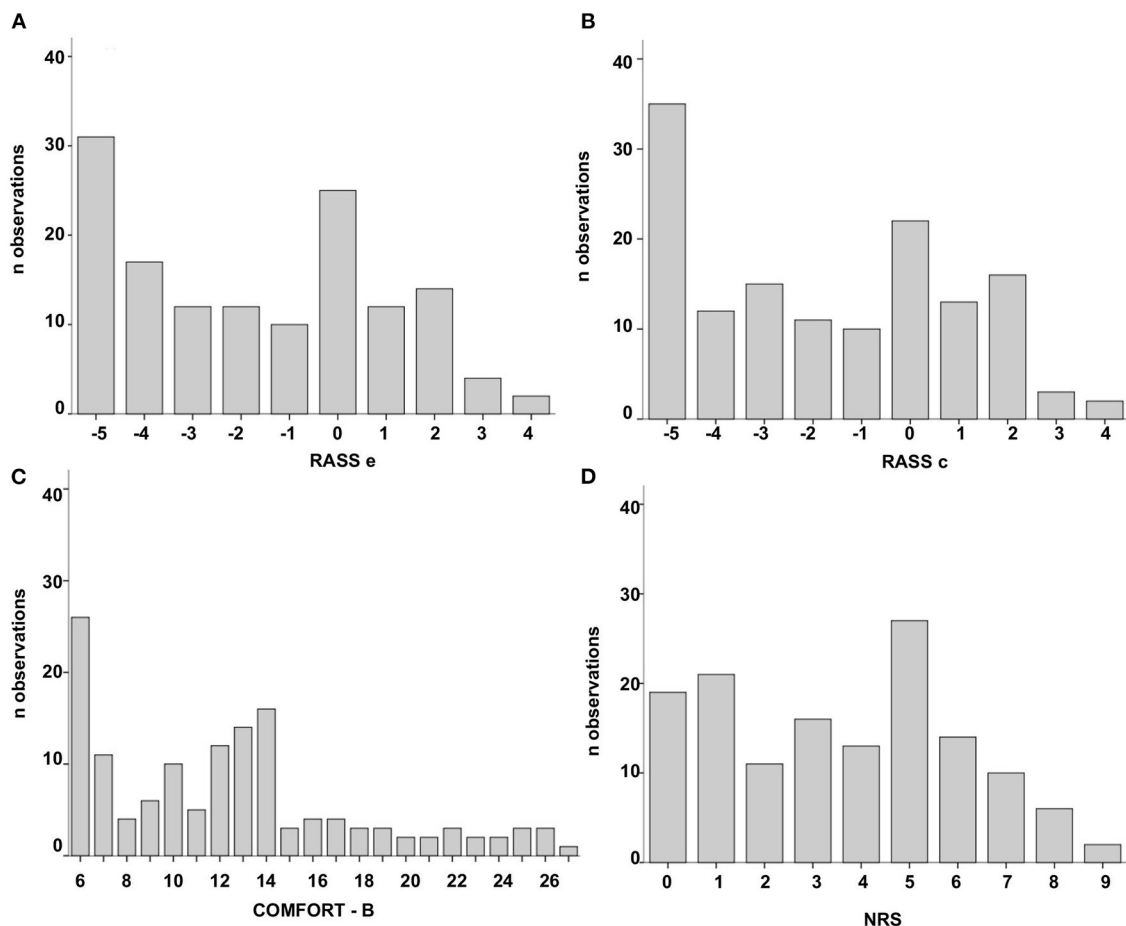 A
n observations
40
30
20
10
0
-5 -4 -3 -2 -1 0 1 2 3 4
RASS e
B
n observations
40
30
20
10
0
-5 -4 -3 -2 -1 0 1 2 3 4
RASS c
C
n observations
40
30
20
10
0
6 8 10 12 14 16 18 20 22 24 26
COMFORT - B
D
n observations
40
30
20
10
0
0 1 2 3 4 5 6 7 8 9
NRS